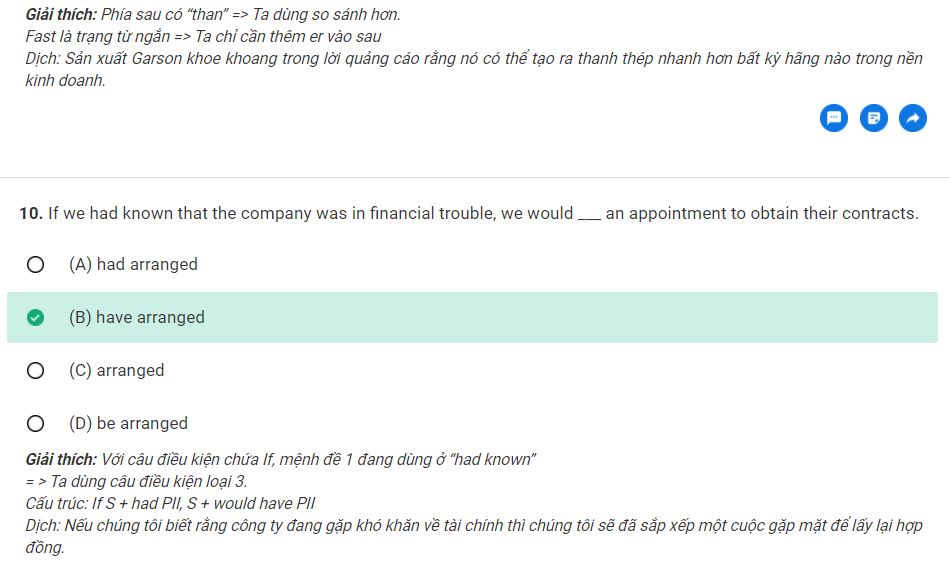 Giải thích: Phía sau có “than” => Ta dùng so sánh hơn.
Fast là trạng từ ngắn => Ta chỉ cần thêm er vào sau
Dịch: Sản xuất Garson khoe khoang trong lời quảng cáo rằng nó có thể tạo ra thanh thép nhanh hơn bất kỳ hãng nào trong nền
kinh doanh.
10. If we had known that the company was in financial trouble, we would ___ an appointment to obtain their contracts.
(A) had arranged
(B) have arranged
(C) arranged
(D) be arranged
Giải thích: Với câu điều kiện chứa If, mệnh đề 1 đang dùng ở “had known”
= > Ta dùng câu điều kiện loại 3.
Cấu trúc: If S + had PII, S + would have PII
Dịch: Nếu chúng tôi biết rằng công ty đang gặp khó khăn về tài chính thì chúng tôi sẽ đã sắp xếp một cuộc gặp mặt để lấy lại hợp
đồng.